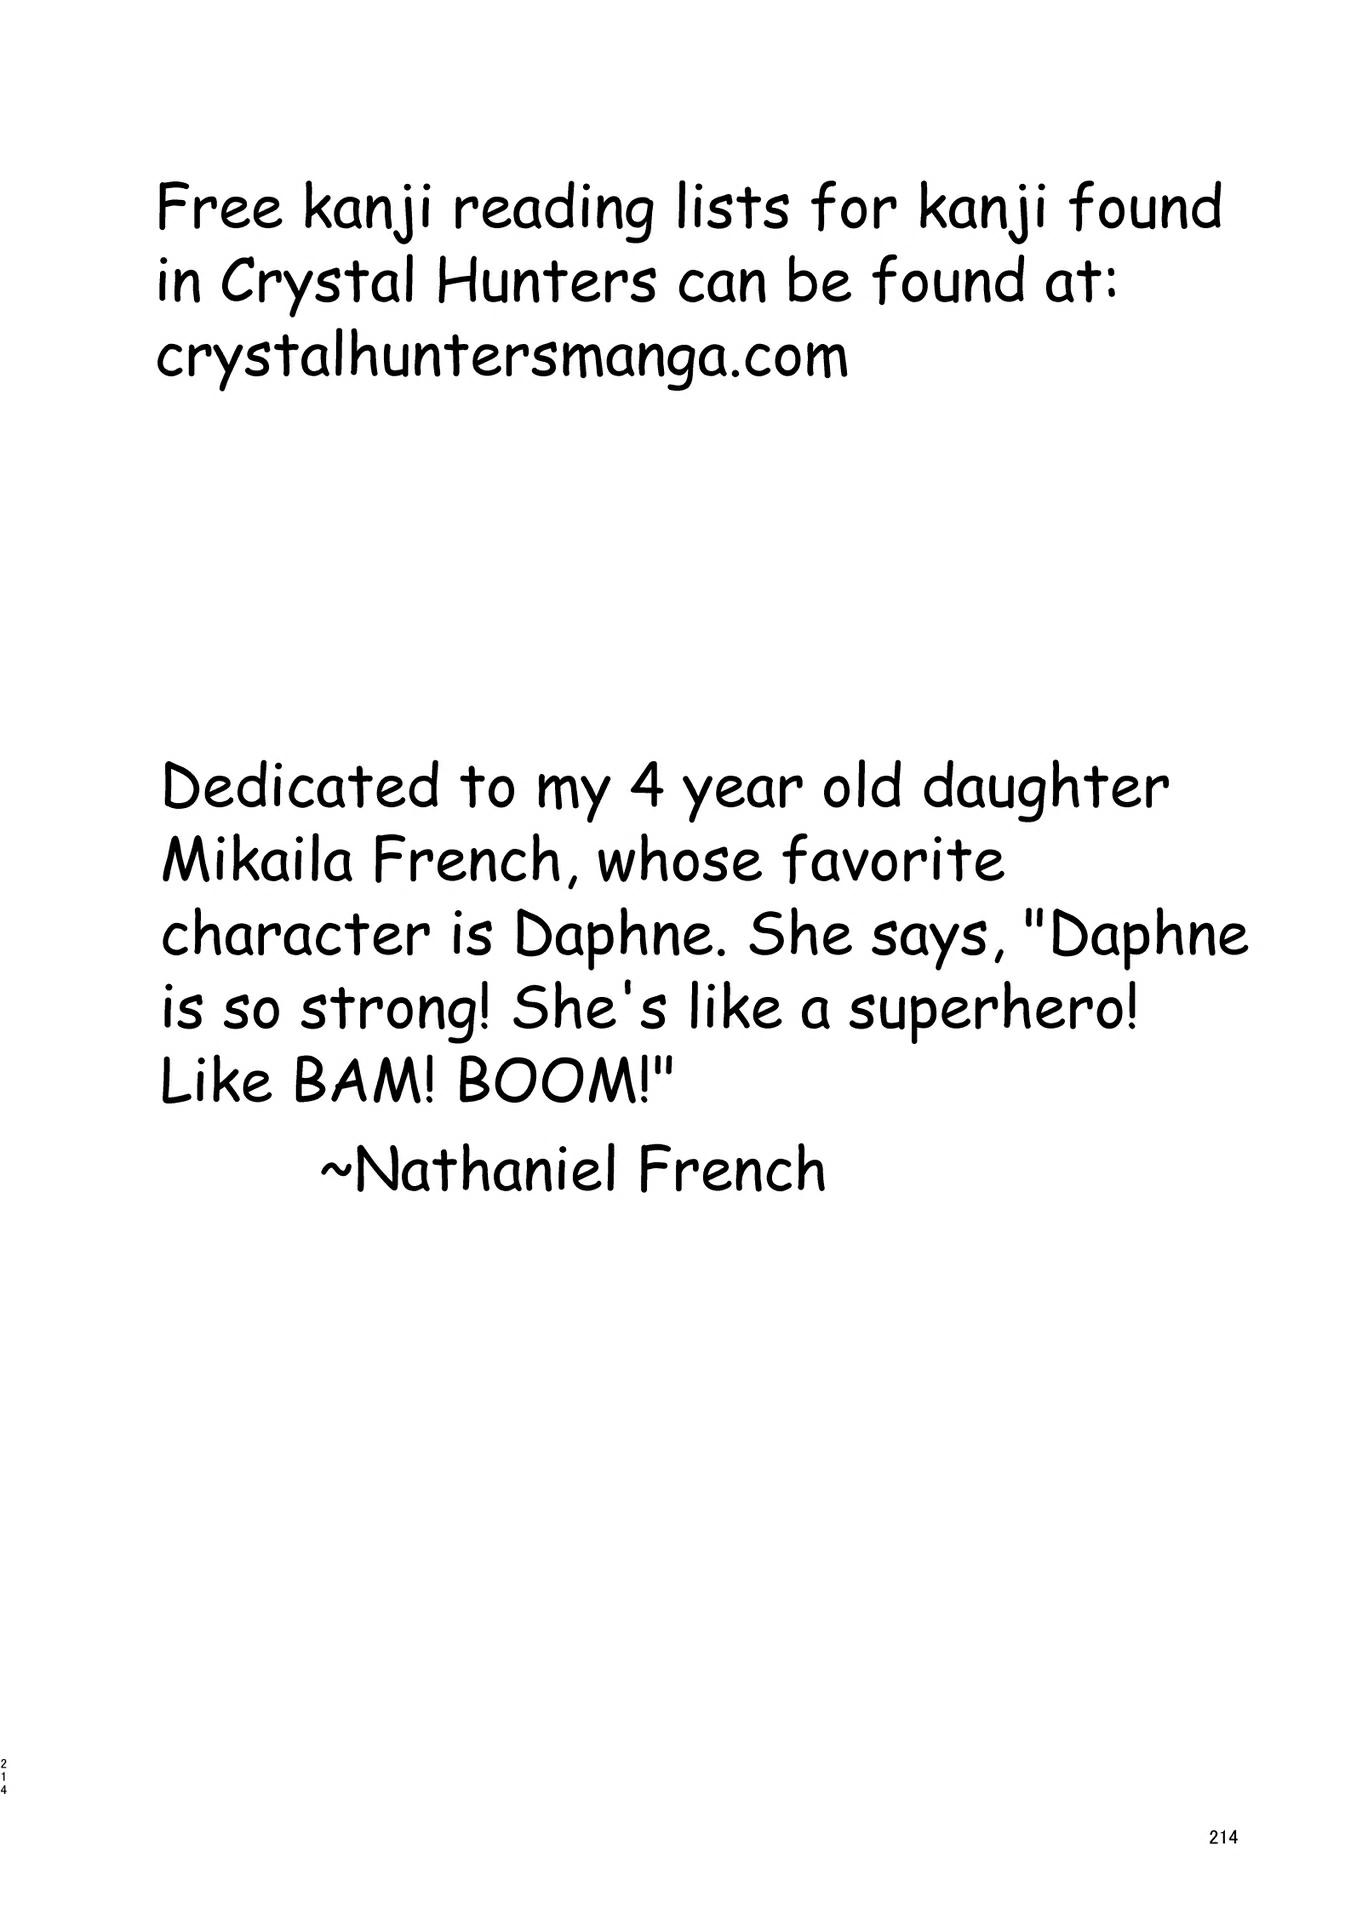 Free kanji reading lists for kanji found
in Crystal Hunters can be found at:
crystalhuntersmanga.com
Dedicated to my 4 year old daughter
Mikaila French, whose favorite
character is Daphne. She says, "Daphne
is so strong! She's like a superhero!
Like BAM! BOOM!"
~Nathaniel French
214
214